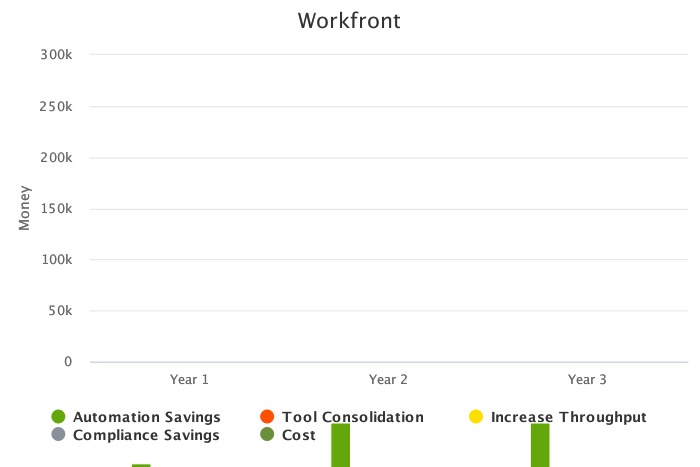 Workfront
300k
250k
200k
150k
100k
50k
0
Money
Year 1 Year 2 Year 3
Automation Savings Tool Consolidation Increase Throughput
Compliance Savings Cost